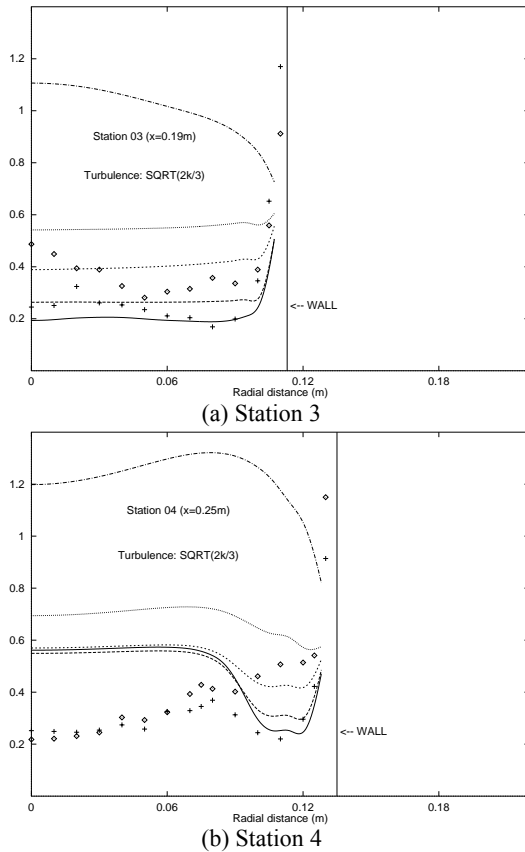 1.2
1
0.8
0.6
0.4
0.2
Station 03 (x=0.19m)
Turbulence: SQRT(2k/3)
<-- WALL
0 0.06 0.12 0.18
Radial distance (m)
(a) Station 3
1.2
1
0.8
0.6
0.4
0.2
Station 04 (x=0.25m)
Turbulence: SQRT(2k/3)
<-- WALL
0 0.06 0.12 0.18
Radial distance (m)
(b) Station 4